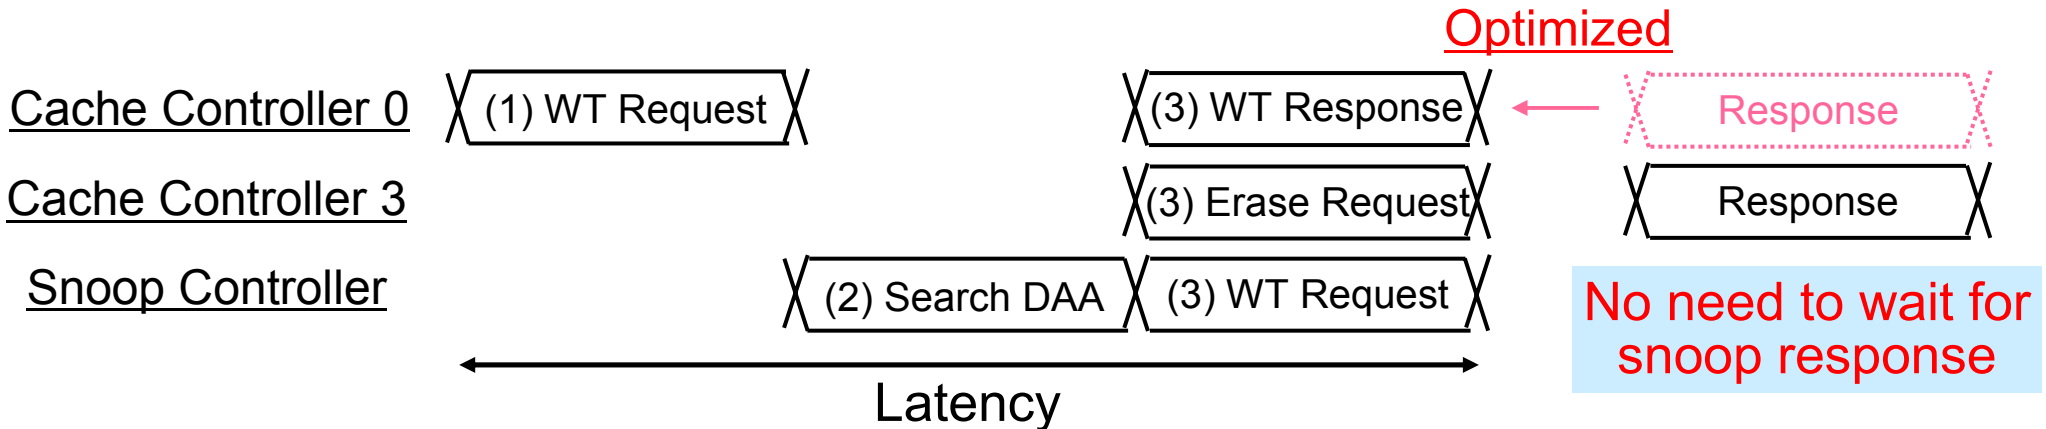 Optimized
Cache Controller 0 (1) WT Request (3) WT Response Response
Cache Controller 3 (3) Erase Request Response
Snoop Controller (2) Search DAA (3) WT Request
No need to wait for
snoop response
Latency